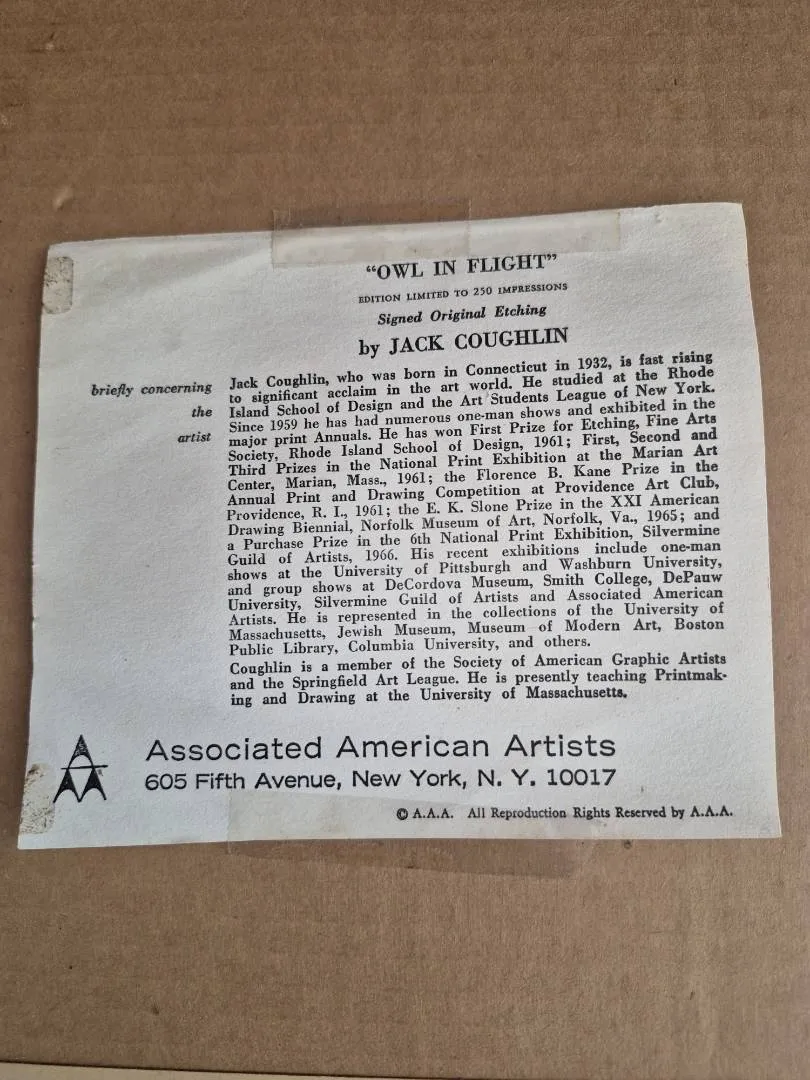 "OWL IN FLIGHT"
EDITION LIMITED TO 250 IMPRESSIONS
Signed Original Etching
by JACK COUGHLIN
briefly concerning
the
artist
Jack Coughlin, who was born in Connecticut in 1932, is fast rising
to significant acclaim in the art world. He studied at the Rhode
Island School of Design and the Art Students League of New York.
Since 1959 he has had numerous one-man shows and exhibited in the
major print Annuals. He has won First Prize for Etching, Fine Arts
Society, Rhode Island School of Design, 1961; First, Second and
Third Prizes in the National Print Exhibition at the Marian Art
Center, Marian, Mass., 1961; the Florence B. Kane Prize in the
Annual Print and Drawing Competition at Providence Art Club,
Providence, R. I., 1961; the E. K. Slone Prize in the XXI American
Drawing Biennial, Norfolk Museum of Art, Norfolk, Va., 1965; and
a Purchase Prize in the 6th National Print Exhibition, Silvermine
Guild of Artists, 1966. His recent exhibitions include one-man
shows at the University of Pittsburgh and Washburn University,
and group shows at DeCordova Museum, Smith College, DePauw
University, Silvermine Guild of Artists and Associated American
Artists. He is represented in the collections of the University of
Massachusetts, Jewish Museum, Museum of Modern Art, Boston
Public Library, Columbia University, and others.
Coughlin is a member of the Society of American Graphic Artists
and the Springfield Art League. He is presently teaching Printmak-
ing and Drawing at the University of Massachusetts.
Associated American Artists
605 Fifth Avenue, New York, N. Y. 10017
© A.A.A. All Reproduction Rights Reserved by A.A.A.